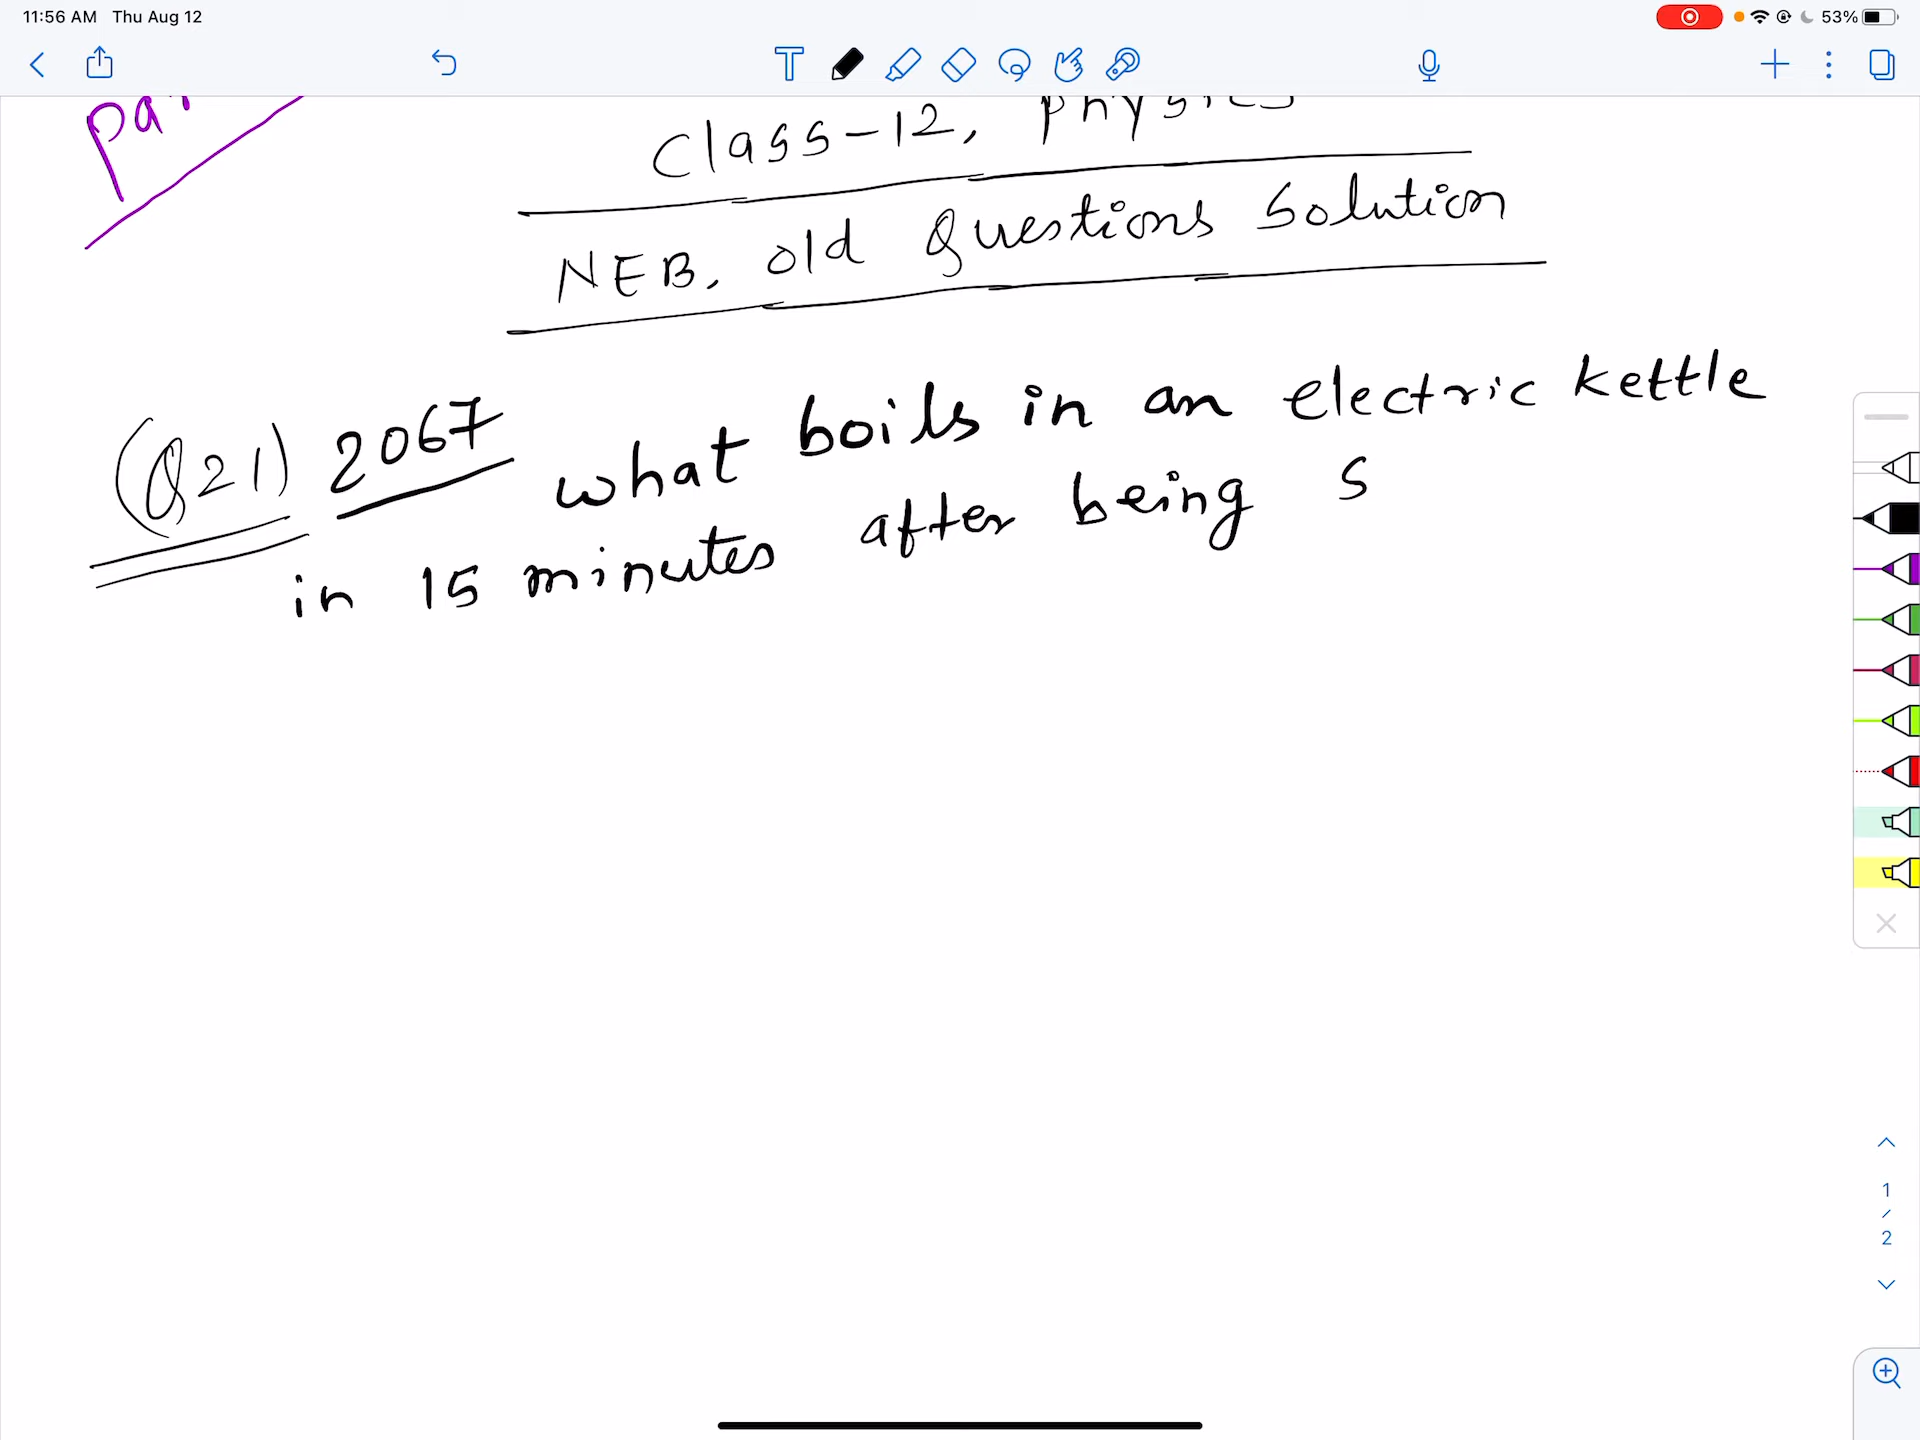 11:56 AM Thu Aug 12
53%
Class-12, Physics
NEB, old Questions Solution
(Q21) 2067 what boils in an electric kettle
in 15 minutes after being S
1
/
2